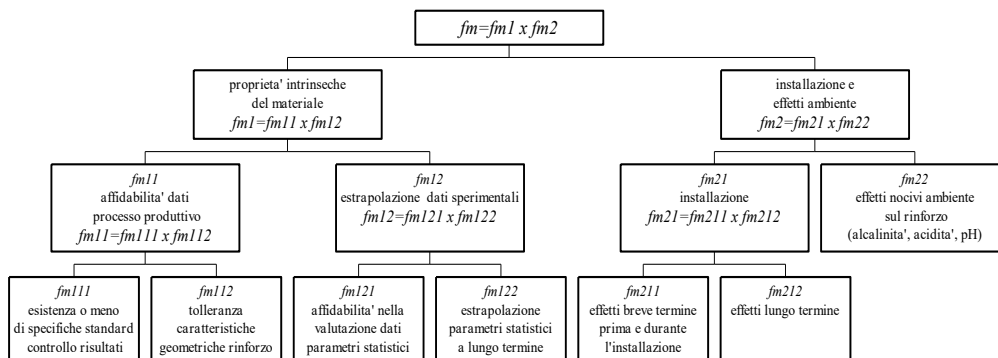 fm=fm1 x fm2
proprieta' intrinseche
del materiale
fm1=fm11 x fm12
installazione e
effetti ambiente
fm2=fm21 x fm22
fm11
affidabilita' dati
processo produttivo
fm11=fm111 x fm112
fm12
estrapolazione dati sperimentali
fm12=fm121 x fm122
fm21
installazione
fm21=fm211 x fm212
fm22
effetti nocivi ambiente
sul rinforzo
(alcalinita', acidita', pH)
fm111
esistenza o meno
di specifiche standard
controllo risultati
fm112
tolleranza
caratteristiche
geometriche rinforzo
fm121
affidabilita' nella
valutazione dati
parametri statistici
fm122
estrapolazione
parametri statistici
a lungo termine
fm211
effetti breve termine
prima e durante
l'installazione
fm212
effetti lungo termine